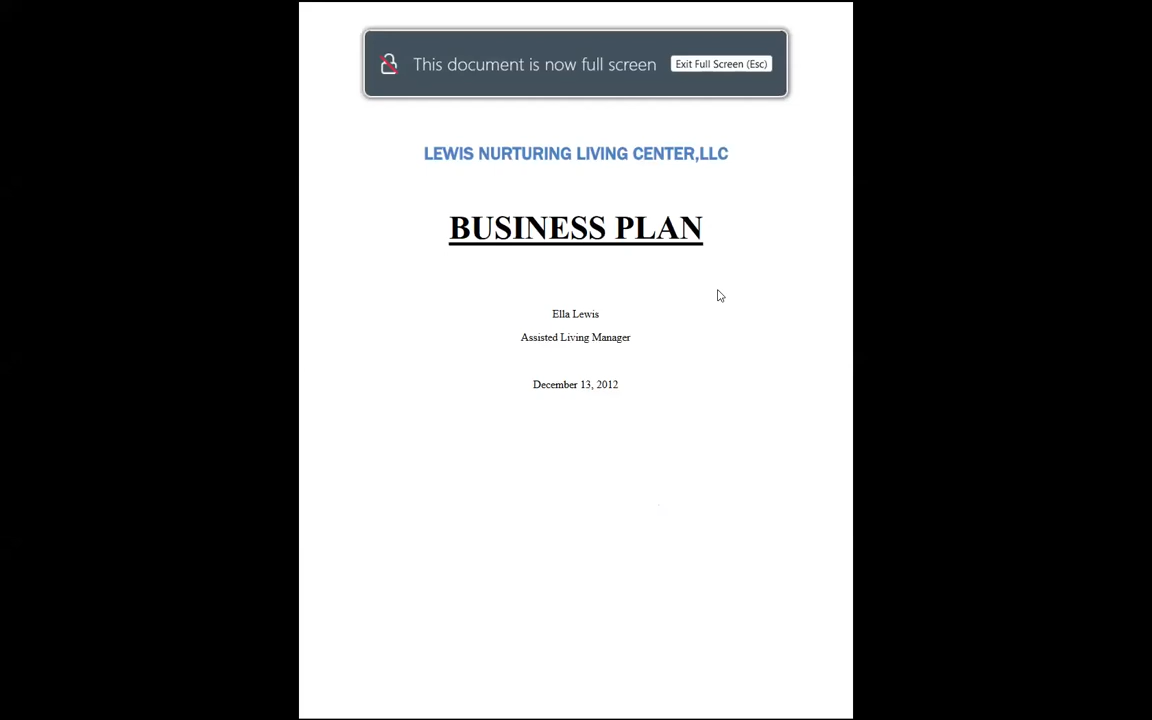 This document is now full screen Exit Full Screen (Esc)
LEWIS NURTURING LIVING CENTER,LLC
BUSINESS PLAN
Ella Lewis
Assisted Living Manager
December 13, 2012